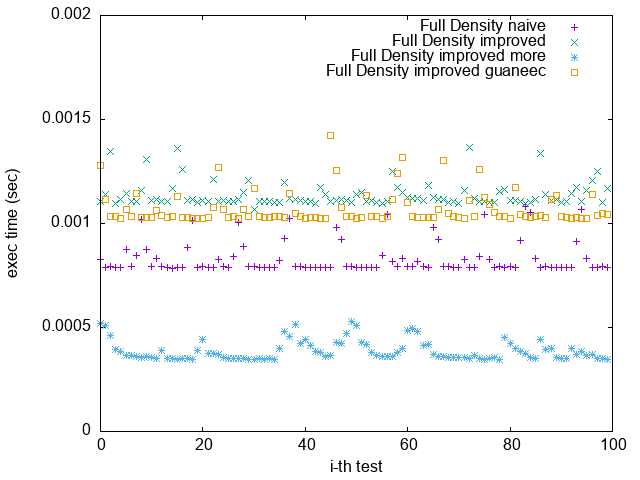 0.002
Full Density naive
Full Density improved
Full Density improved more
Full Density improved guaneec
0.0015
exec time (sec)
0.001
0.0005
0
0 20 40 60 80 100
i-th test